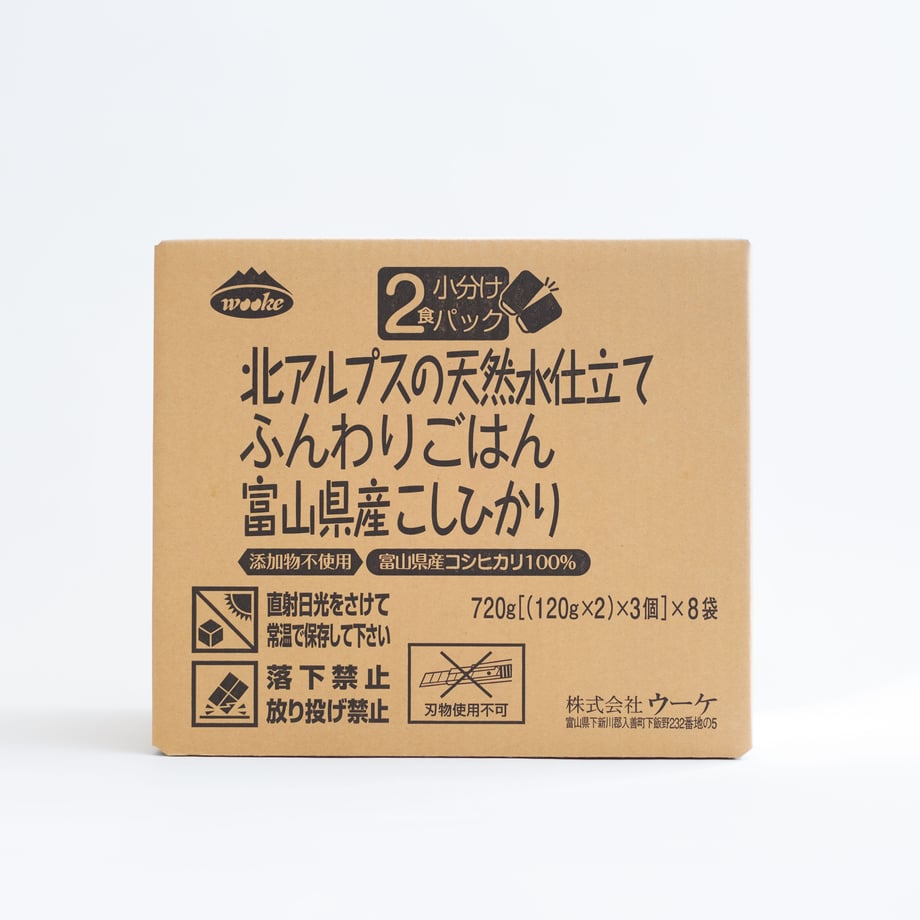 wooke
2食
小分け
パック
北アルプスの天然水仕立て
ふんわりごはん
富山県産こしひかり
添加物不使用 富山県産コシヒカリ100%
直射日光をさけて
常温で保存して下さい
720g[(120g×2)×3個]×8袋
落下禁止
放り投げ禁止
刃物使用不可
株式会社 ウーケ
富山県下新川郡入善町下飯野232番地の5